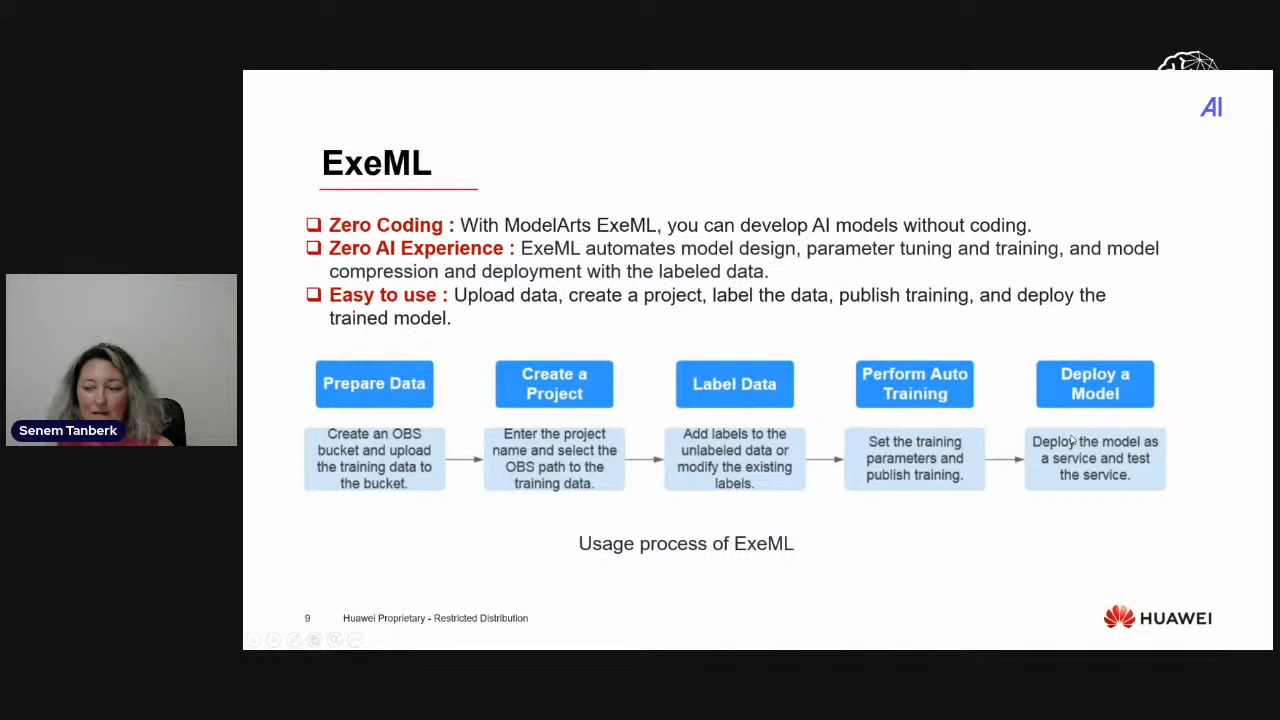 AI
ExeML
Zero Coding : With ModelArts ExeML, you can develop AI models without coding.
Zero AI Experience : ExeML automates model design, parameter tuning and training, and model
compression and deployment with the labeled data.
Easy to use : Upload data, create a project, label the data, publish training, and deploy the
trained model.
Prepare Data
Create an OBS
bucket and upload
the training data to
the bucket.
Create a
Project
Enter the project
name and select the
OBS path to the
training data.
Label Data
Add labels to the
unlabeled data or
modify the existing
labels.
Perform Auto
Training
Set the training
parameters and
publish training.
Deploy a
Model
Deploy the model as
a service and test
the service.
Usage process of ExeML
9 Huawei Proprietary - Restricted Distribution
HUAWEI
Senem Tanberk